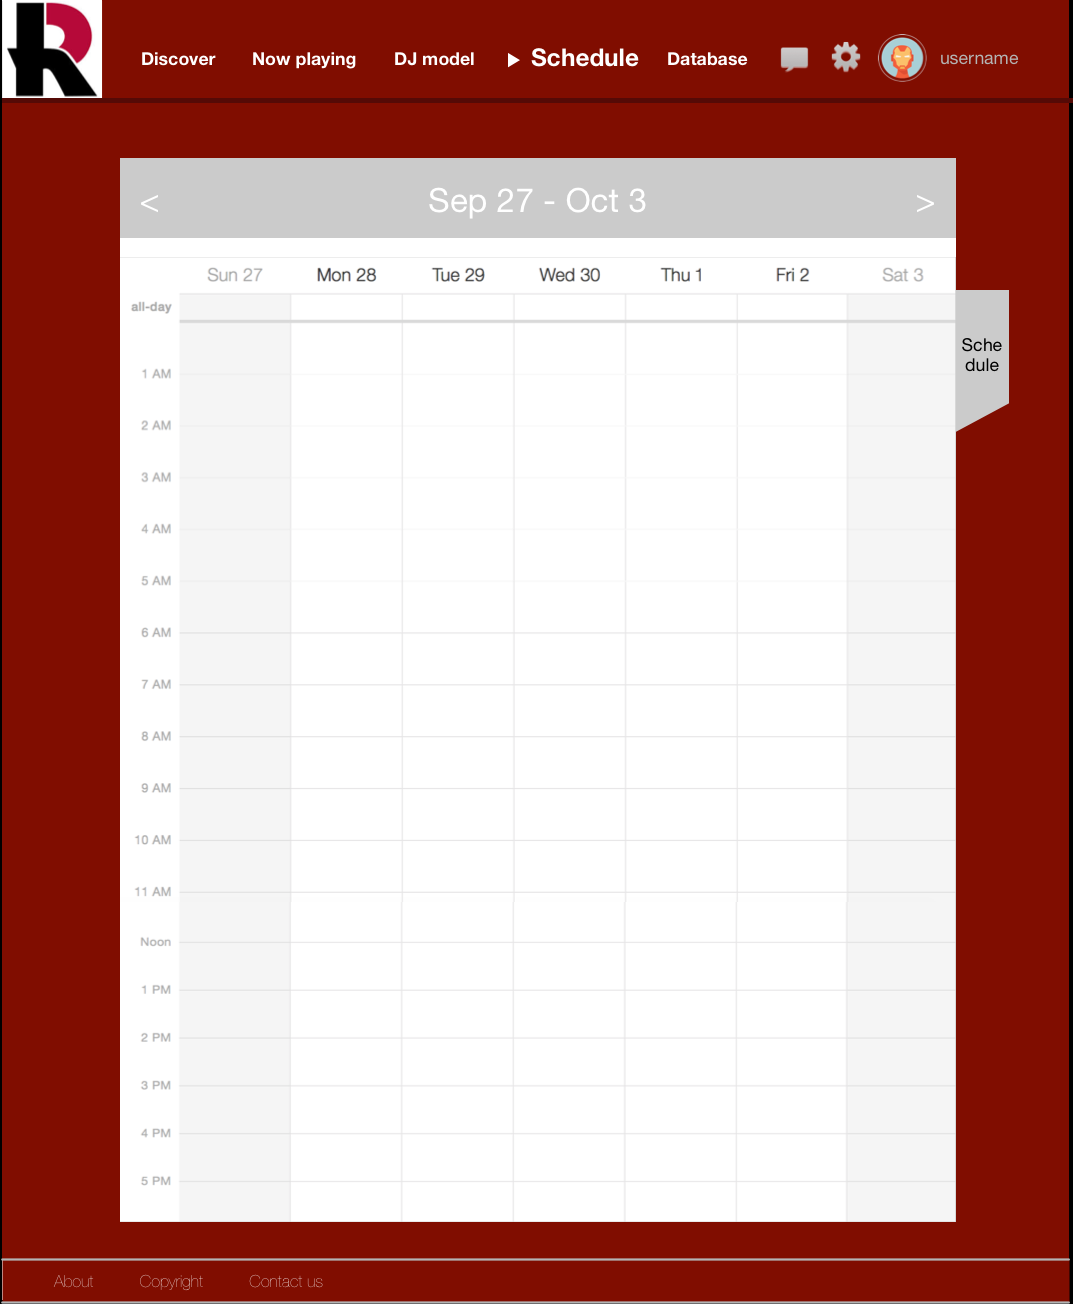 Discover Now playing DJ model Schedule Database username
< Sep 27 - Oct 3 >
Sun 27 Mon 28 Tue 29 Wed 30 Thu 1 Fri 2 Sat 3
all-day
Sche
dule
1 AM
2 AM
3 AM
4 AM
5 AM
6 AM
7 AM
8 AM
9 AM
10 AM
11 AM
Noon
1 PM
2 PM
3 PM
4 PM
5 PM
About Copyright Contact us